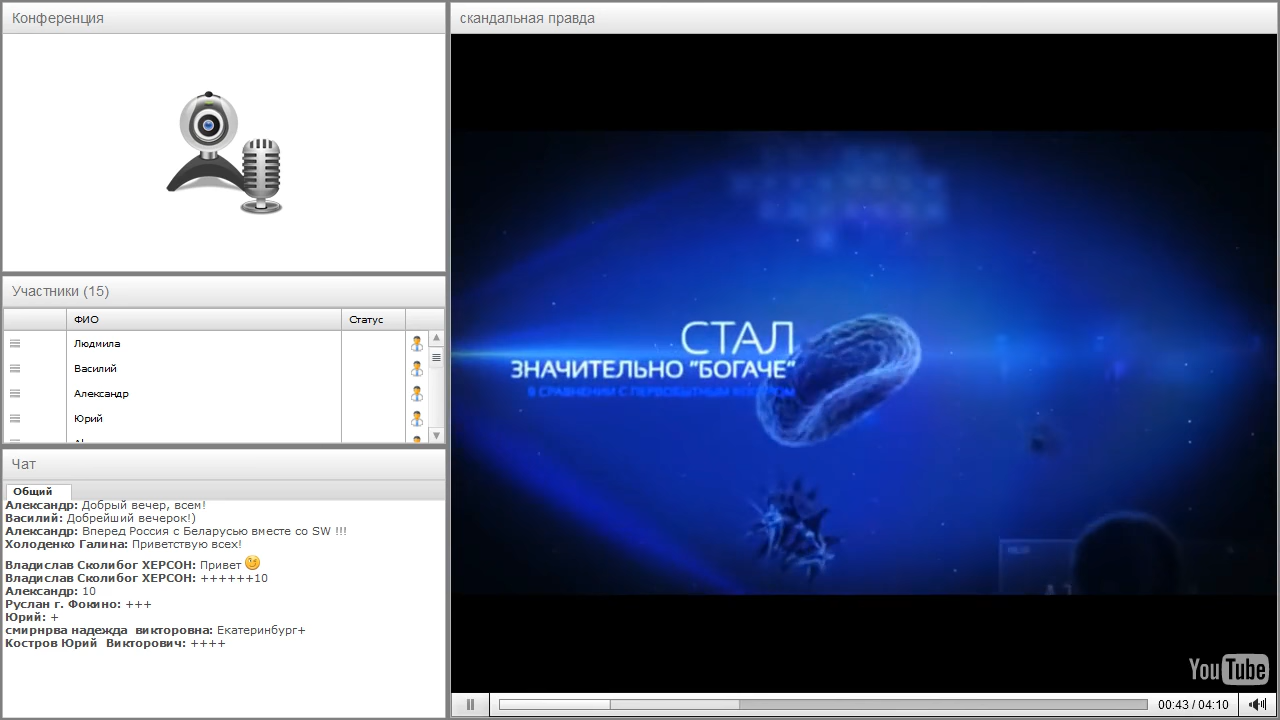 Конференция
скандальная правда
СТАЛ
ЗНАЧИТЕЛЬНО "БОГАЧЕ"
В СРАВНЕНИИ С ПЕРВОБЫТНЫМ
Участники (15)
ФИО Статус
Людмила
Василий
Александр
Юрий
Чат
Общий
Александр: Добрый вечер, всем!
Василий: Добрейший вечерок!)
Александр: Вперед Россия с Беларусью вместе со SW !!!
Холоденко Галина: Приветствую всех!
Владислав Сколибог ХЕРСОН: Привет
Владислав Сколибог ХЕРСОН: ++++++10
Александр: 10
Руслан г. Фокино: +++
Юрий: +
смирнрва надежда викторовна: Екатеринбург+
Костров Юрий Викторович: ++++
YouTube
00:43 / 04:10